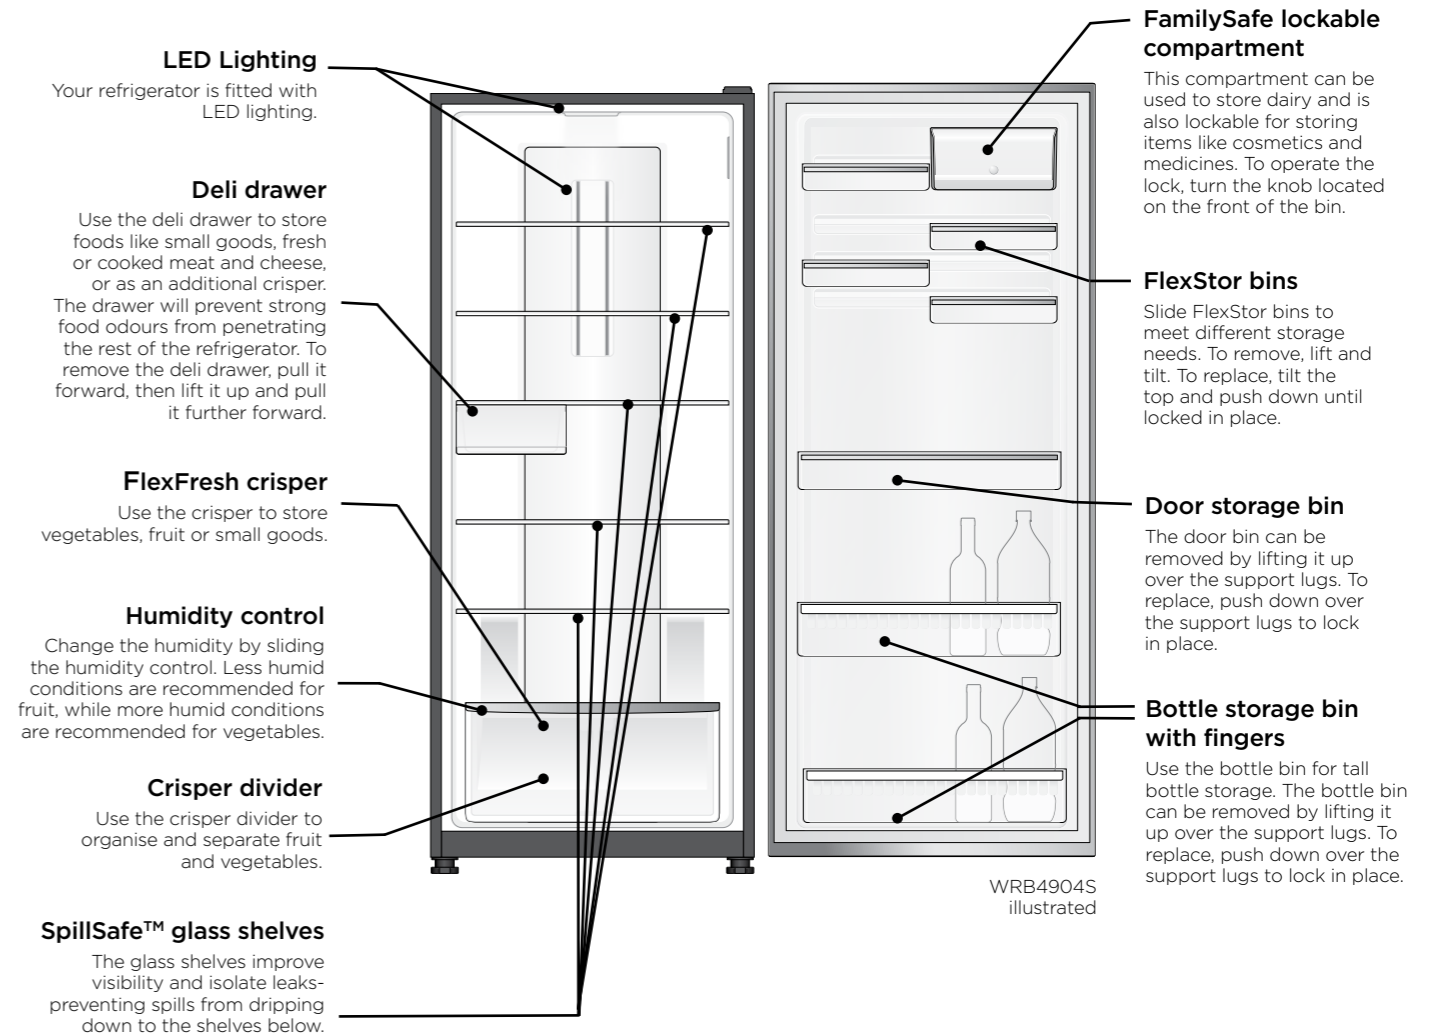 LED Lighting
Your refrigerator is fitted with
LED lighting.
Deli drawer
Use the deli drawer to store
foods like small goods, fresh
or cooked meat and cheese,
or as an additional crisper.
The drawer will prevent strong
food odours from penetrating
the rest of the refrigerator. To
remove the deli drawer, pull it
forward, then lift it up and pull
it further forward.
FlexFresh crisper
Use the crisper to store
vegetables, fruit or small goods.
Humidity control
Change the humidity by sliding
the humidity control. Less humid
conditions are recommended for
fruit, while more humid conditions
are recommended for vegetables.
Crisper divider
Use the crisper divider to
organise and separate fruit
and vegetables.
SpillSafe™ glass shelves
The glass shelves improve
visibility and isolate leaks-
preventing spills from dripping
down to the shelves below.
FamilySafe lockable
compartment
This compartment can be
used to store dairy and is
also lockable for storing
items like cosmetics and
medicines. To operate the
lock, turn the knob located
on the front of the bin.
FlexStor bins
Slide FlexStor bins to
meet different storage
needs. To remove, lift and
tilt. To replace, tilt the
top and push down until
locked in place.
Door storage bin
The door bin can be
removed by lifting it up
over the support lugs. To
replace, push down over
the support lugs to lock
in place.
Bottle storage bin
with fingers
Use the bottle bin for tall
bottle storage. The bottle bin
can be removed by lifting it
up over the support lugs. To
replace, push down over the
support lugs to lock in place.
WRB4904S
illustrated